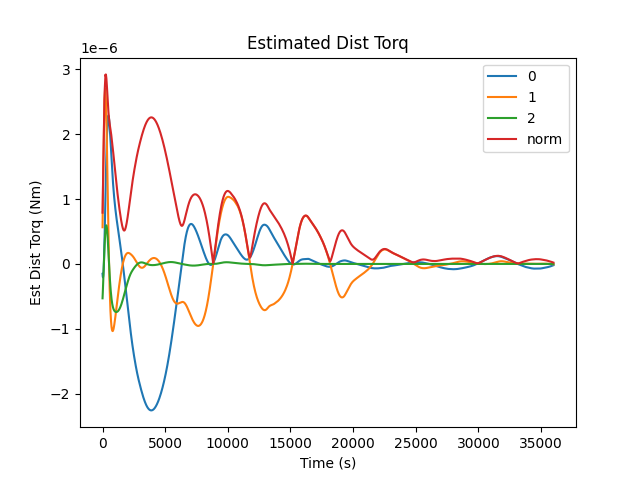 Estimated Dist Torq
1e−6
3
2
1
0
−1
−2
Est Dist Torq (Nm)
0
1
2
norm
0 5000 10000 15000 20000 25000 30000 35000
Time (s)